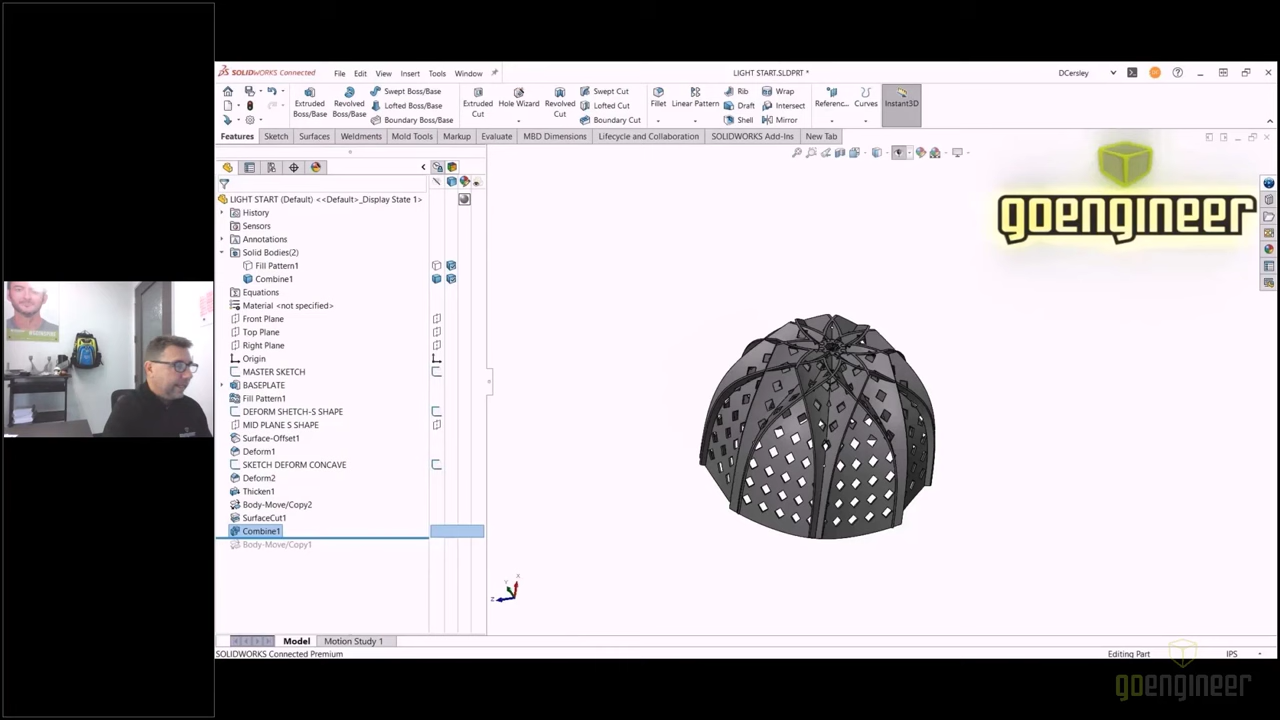 SOLIDWORKS Connected File Edit View Insert Tools Window LIGHT START.SLDPRT * DCersley
Extruded Boss/Base Revolved Boss/Base Swept Boss/Base Lofted Boss/Base Boundary Boss/Base Extruded Cut Hole Wizard Revolved Cut Swept Cut Lofted Cut Boundary Cut Fillet Linear Pattern Rib Draft Shell Wrap Intersect Mirror Referenc... Curves Instant3D
Features Sketch Surfaces Weldments Mold Tools Markup Evaluate MBD Dimensions Lifecycle and Collaboration SOLIDWORKS Add-Ins New Tab
goengineer
LIGHT START (Default) <<Default>_Display State 1>
History
Sensors
Annotations
Solid Bodies(2)
Fill Pattern1
Combine1
Equations
Material <not specified>
Front Plane
Top Plane
Right Plane
Origin
MASTER SKETCH
BASEPLATE
Fill Pattern1
DEFORM SHETCH-S SHAPE
MID PLANE S SHAPE
Surface-Offset1
Deform1
SKETCH DEFORM CONCAVE
Deform2
Thicken1
Body-Move/Copy2
SurfaceCut1
Combine1
Body-Move/Copy1
Model Motion Study 1
SOLIDWORKS Connected Premium Editing Part IPS
goengineer